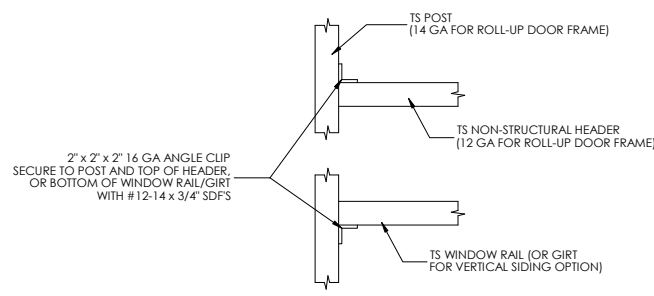 TS POST
(14 GA FOR ROLL-UP DOOR FRAME)
TS NON-STRUCTURAL HEADER
(12 GA FOR ROLL-UP DOOR FRAME)
2" x 2" x 2" 16 GA ANGLE CLIP
SECURE TO POST AND TOP OF HEADER,
OR BOTTOM OF WINDOW RAIL/GIRT
WITH #12-14 x 3/4" SDF'S
TS WINDOW RAIL (OR GIRT
FOR VERTICAL SIDING OPTION)